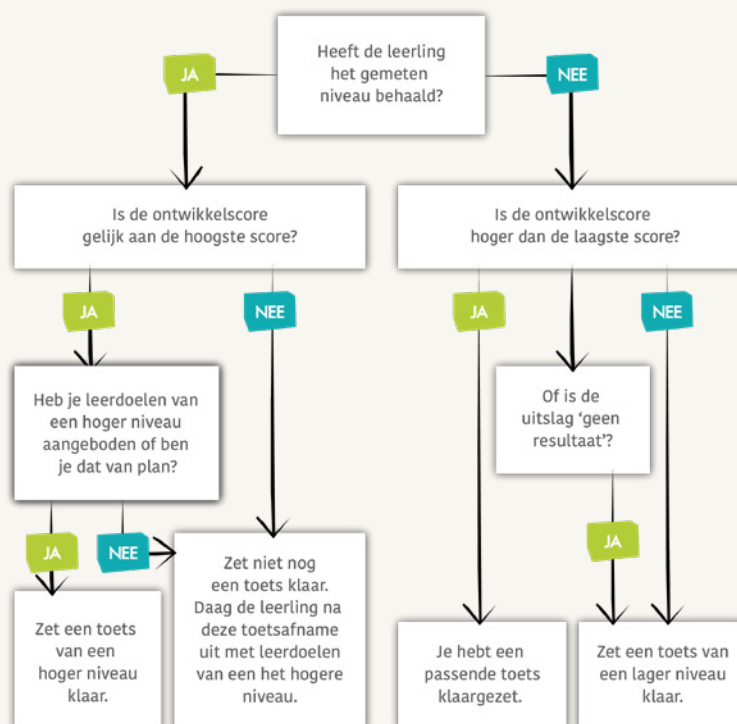 Heeft de leerling
het gemeten
niveau behaald?
JA
NEE
Is de ontwikkelscore
gelijk aan de hoogste score?
Is de ontwikkelscore
hoger dan de laagste score?
JA
NEE
JA
NEE
Heb je leerdoelen van
een hoger niveau
aangeboden of ben
je dat van plan?
Of is de
uitslag ‘geen
resultaat’?
JA
NEE
JA
Zet een toets
van een
hoger niveau
klaar.
Zet niet nog
een toets klaar.
Daag de leerling na
deze toetsafname
uit met leerdoelen
van een het hogere
niveau.
Je hebt een
passende toets
klaargezet.
Zet een toets van
een lager niveau
klaar.